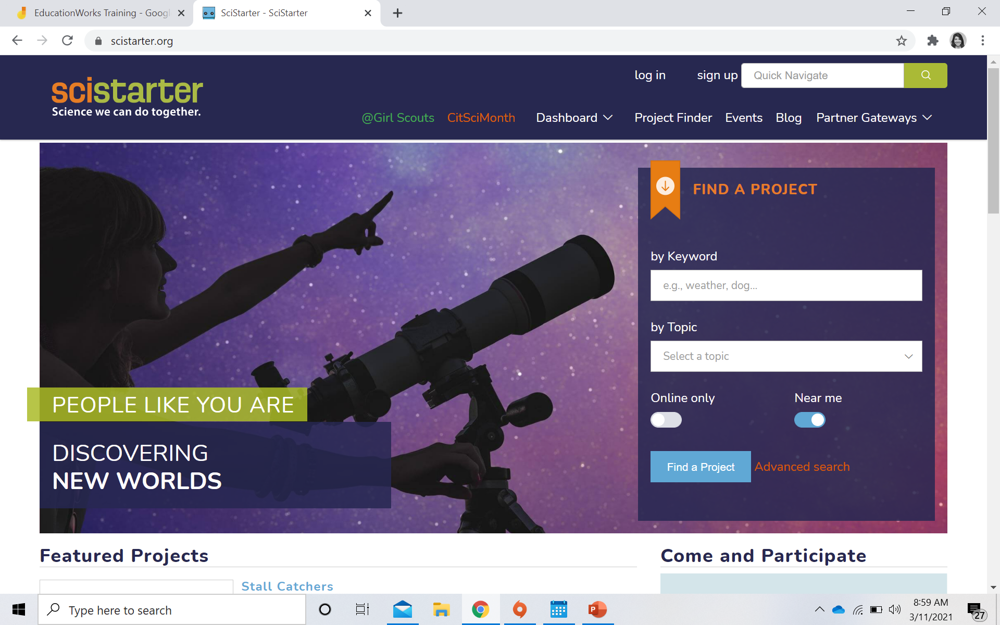 EducationWorks Training - Goog
SciStarter - SciStarter
scistarter.org
log in
sign up
Quick Navigate
scistarter
Science we can do together.
@Girl Scouts
CitSciMonth
Dashboard
Project Finder
Events
Blog
Partner Gateways
FIND A PROJECT
by Keyword
e.g., weather, dog...
by Topic
Select a topic
Online only
Near me
Find a Project
Advanced search
PEOPLE LIKE YOU ARE
DISCOVERING
NEW WORLDS
Featured Projects
Come and Participate
Stall Catchers
Type here to search
P
8:59 AM
3/11/2021
27